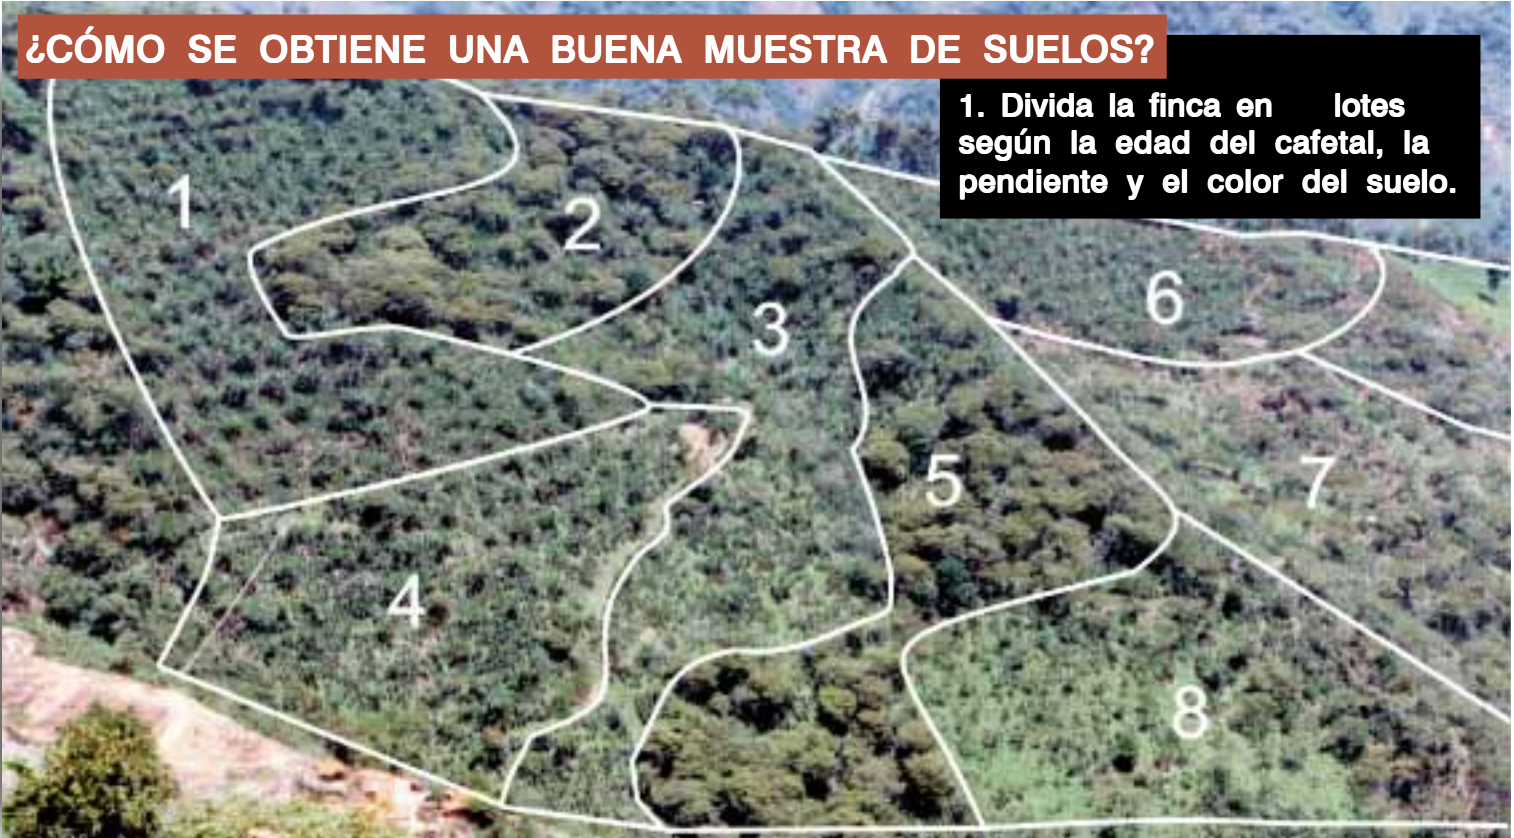 ¿CÓMO SE OBTIENE UNA BUENA MUESTRA DE SUELOS?
1. Divida la finca en lotes
según la edad del cafetal, la
pendiente y el color del suelo.
1
2
3
6
5
7
4
8